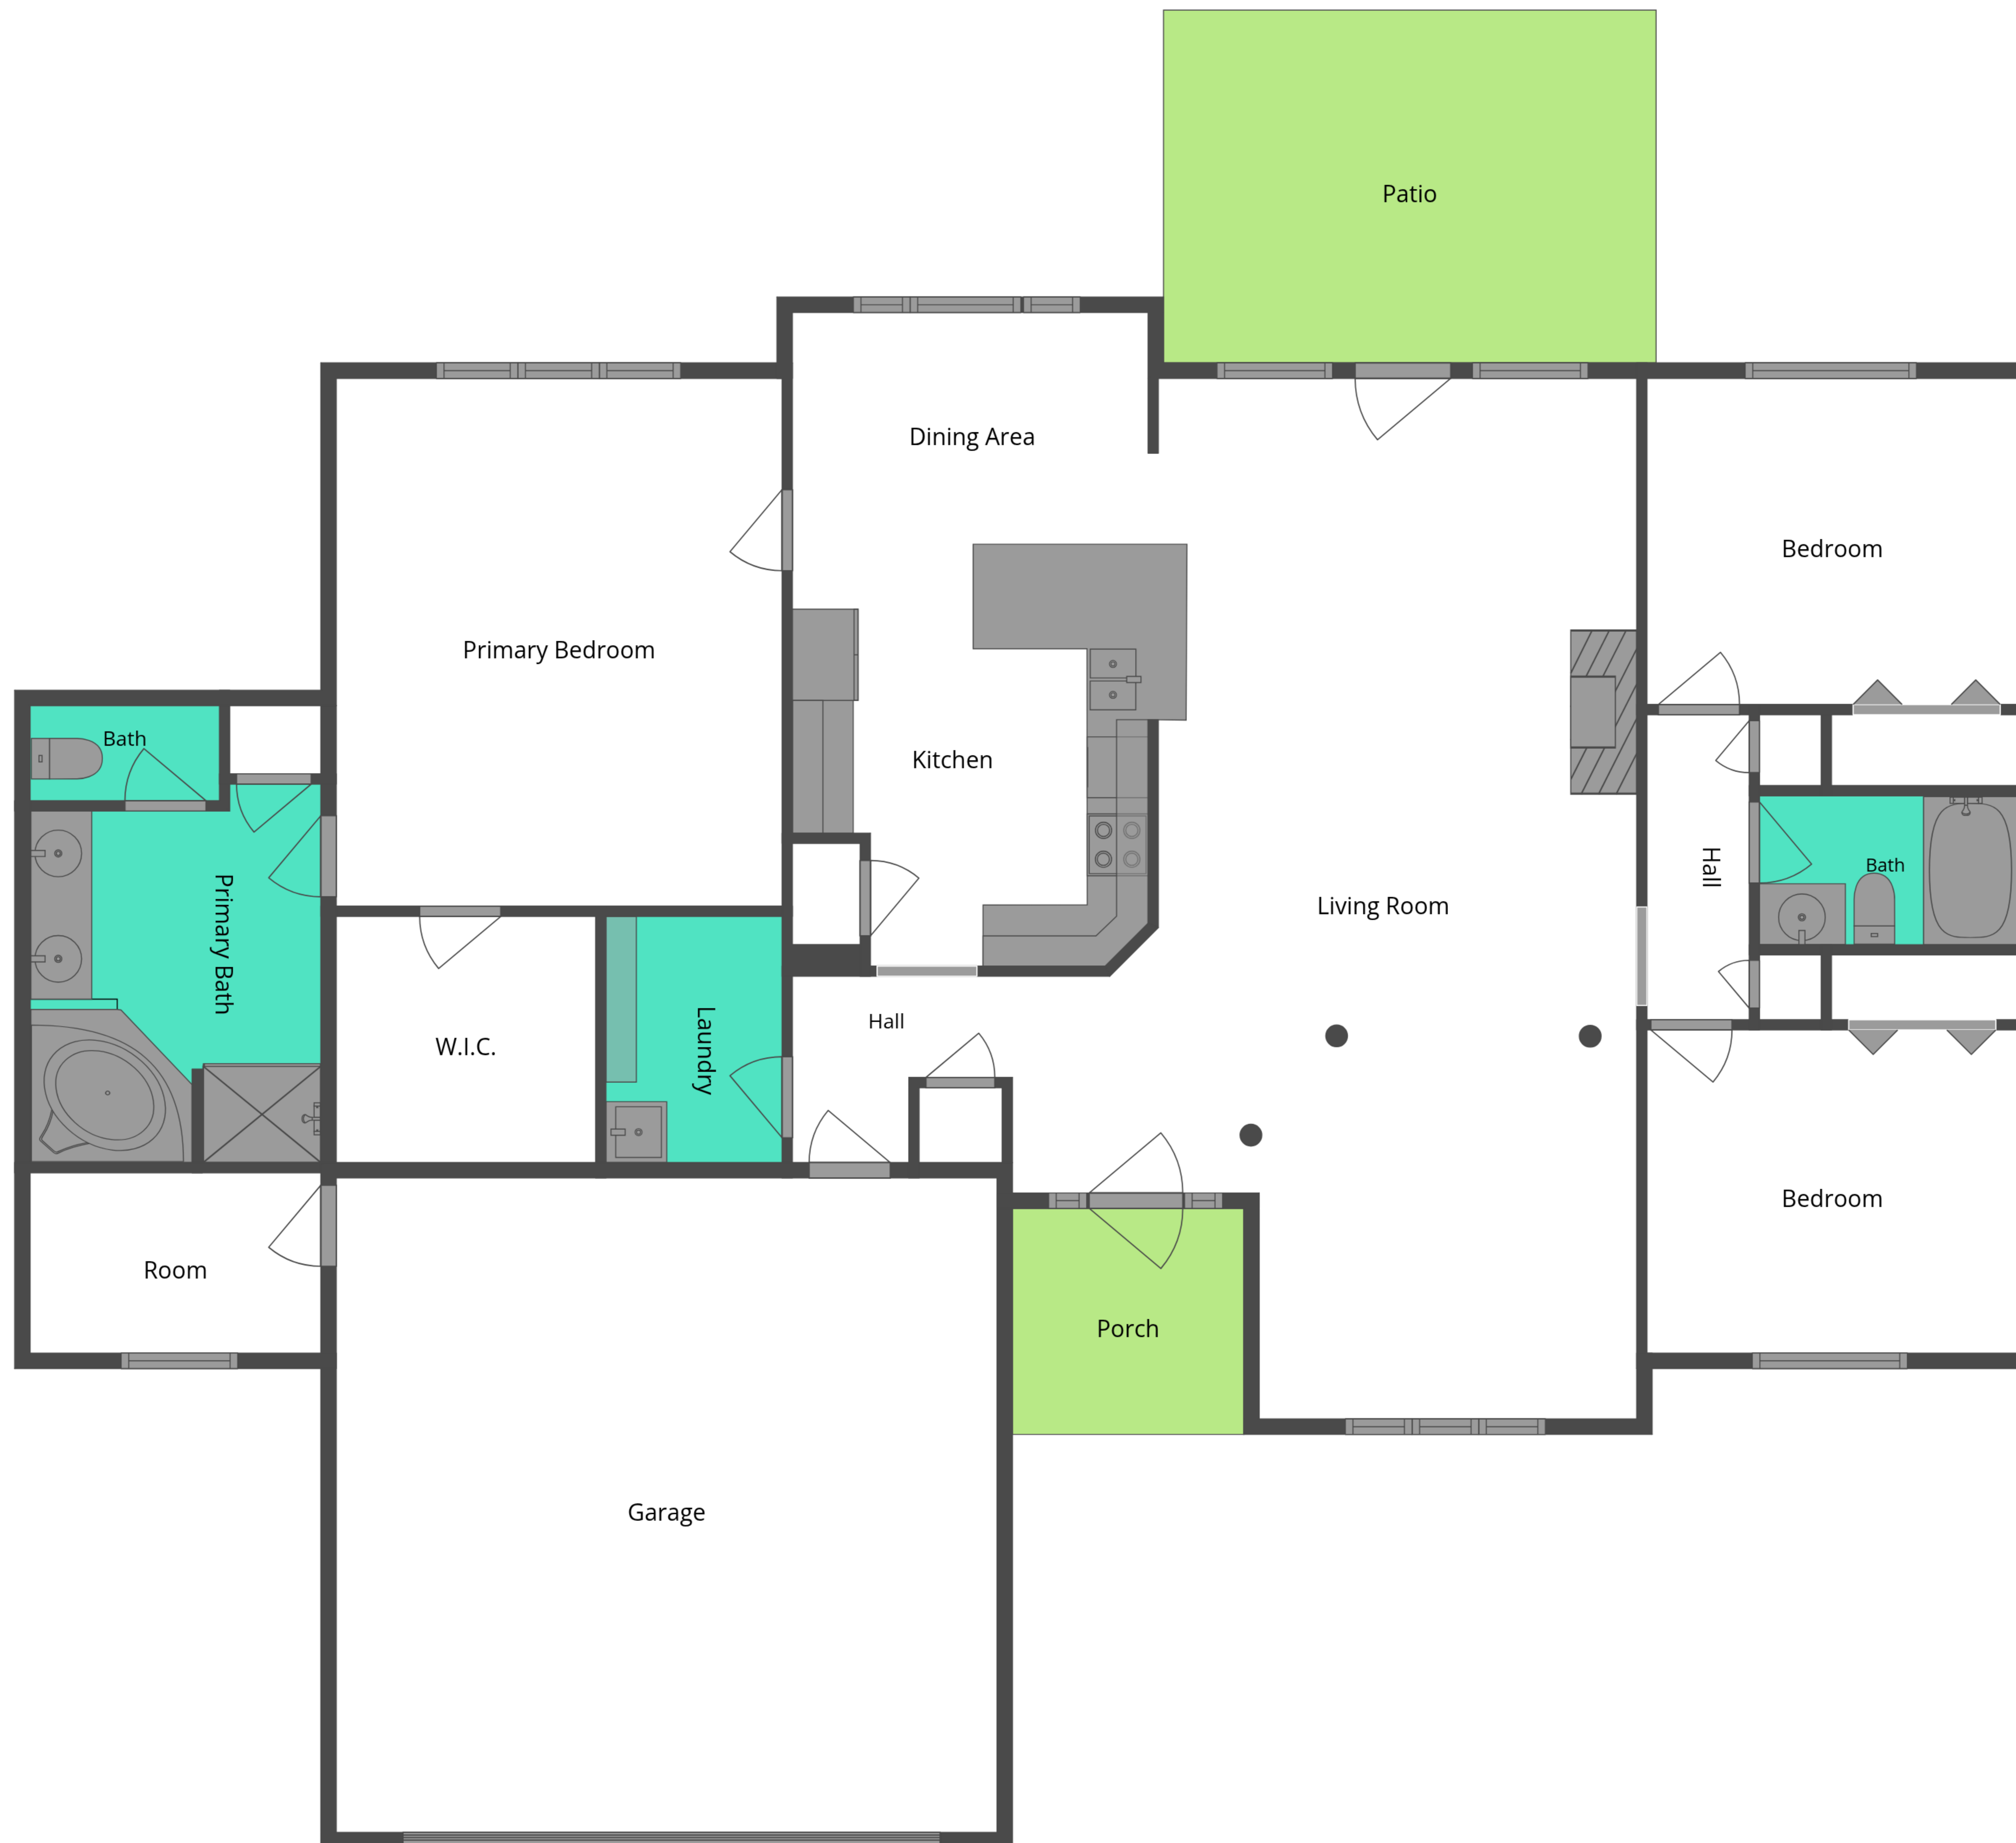 Patio
Dining Area
Bedroom
Primary Bedroom
Bath
Kitchen
Hall
Bath
Living Room
Primary Bath
Hall
W.I.C.
Laundry
Bedroom
Room
Porch
Garage